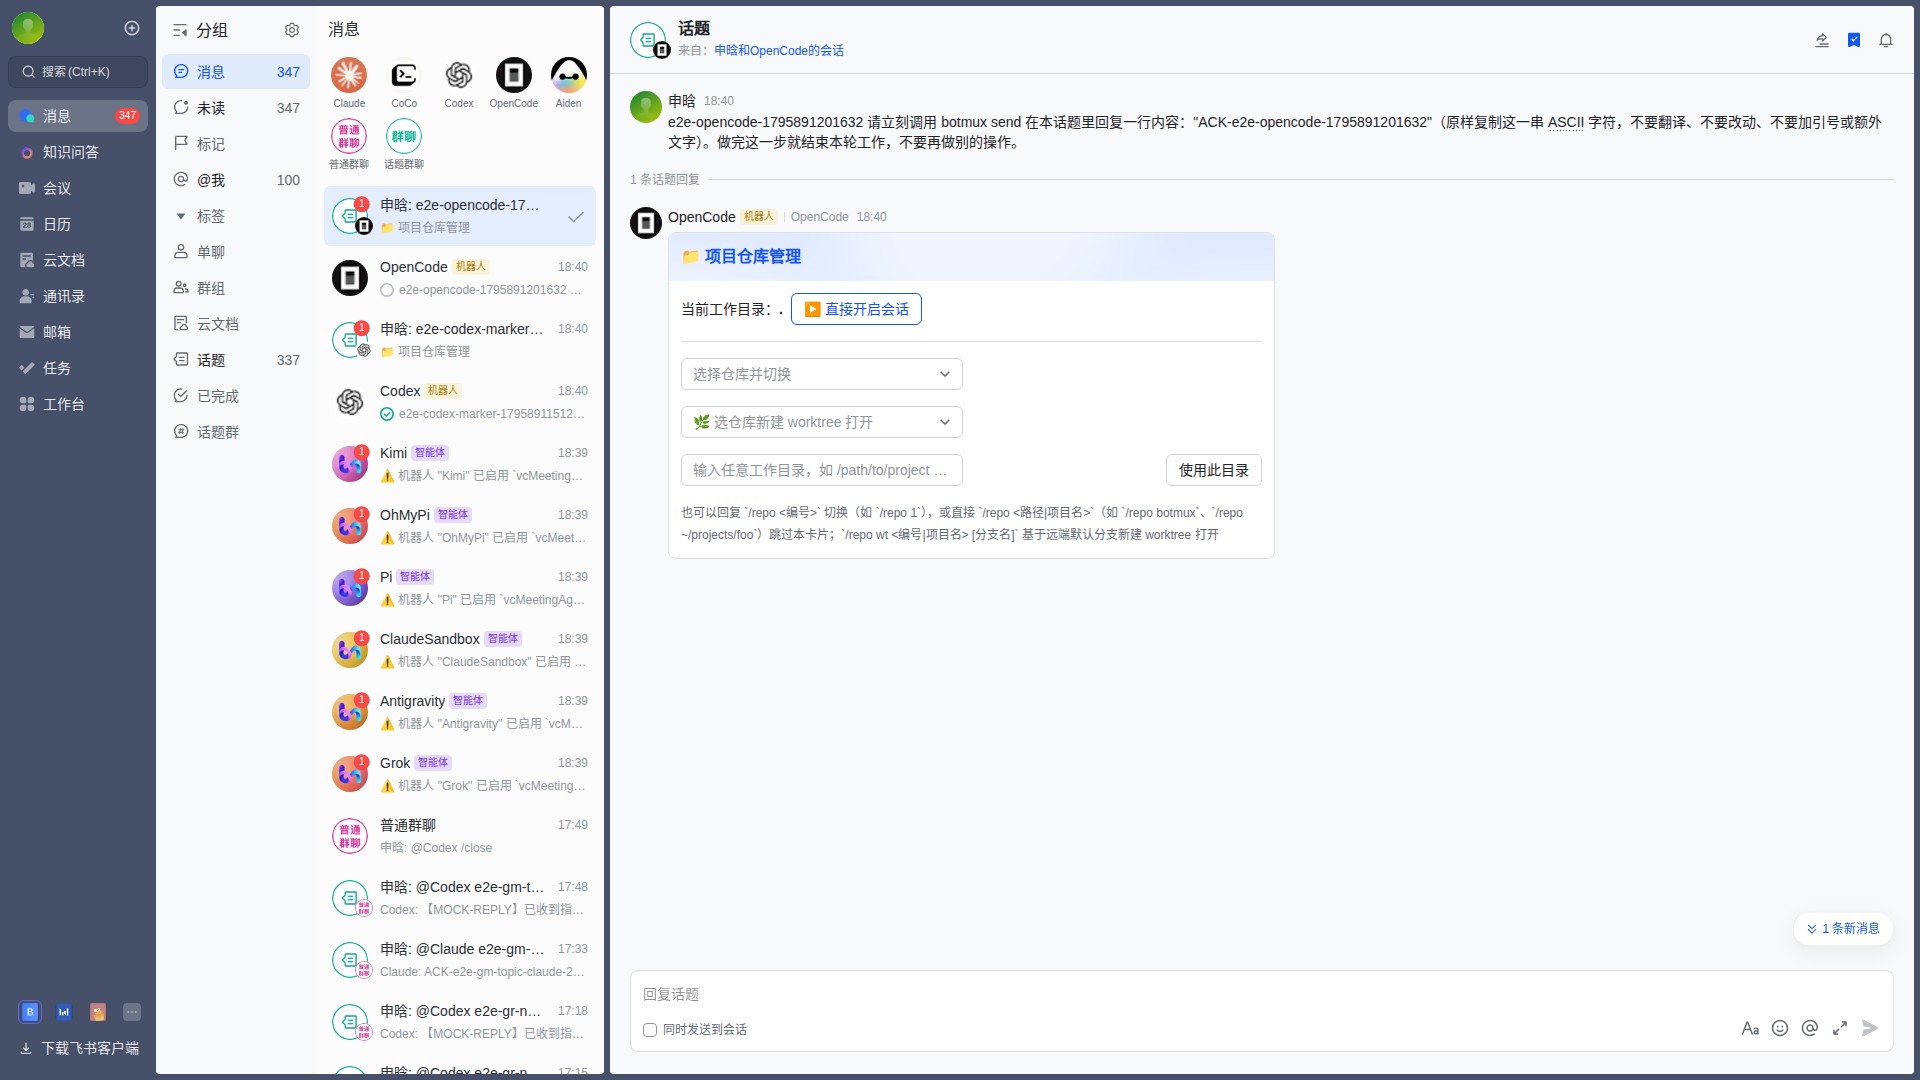 搜索 (Ctrl+K)
消息 347
知识问答
会议
日历
云文档
通讯录
邮箱
任务
工作台
下载飞书客户端
分组
消息 347
未读 347
标记
@我 100
标签
单聊
群组
云文档
话题 337
已完成
话题群
消息
Claude CoCo Codex OpenCode Aiden
普通群聊 群聊
普通群聊 话题群聊
1 申晗: e2e-opencode-17…
📁 项目仓库管理
OpenCode 机器人 18:40
e2e-opencode-1795891201632 …
1 申晗: e2e-codex-marker… 18:40
📁 项目仓库管理
Codex 机器人 18:40
e2e-codex-marker-17958911512…
1 Kimi 智能体 18:39
⚠️ 机器人 "Kimi" 已启用 `vcMeeting…
1 OhMyPi 智能体 18:39
⚠️ 机器人 "OhMyPi" 已启用 `vcMeet…
1 Pi 智能体 18:39
⚠️ 机器人 "Pi" 已启用 `vcMeetingAg…
1 ClaudeSandbox 智能体 18:39
⚠️ 机器人 "ClaudeSandbox" 已启用 …
1 Antigravity 智能体 18:39
⚠️ 机器人 "Antigravity" 已启用 `vcM…
1 Grok 智能体 18:39
⚠️ 机器人 "Grok" 已启用 `vcMeeting…
普通群聊 普通群聊 17:49
申晗: @Codex /close
申晗: @Codex e2e-gm-t… 17:48
Codex: 【MOCK-REPLY】已收到指…
申晗: @Claude e2e-gm-… 17:33
Claude: ACK-e2e-gm-topic-claude-2…
申晗: @Codex e2e-gr-n… 17:18
Codex: 【MOCK-REPLY】已收到指…
申晗: @Codex e2e-gr-n… 17:15
话题
来自：申晗和OpenCode的会话
申晗 18:40
e2e-opencode-1795891201632 请立刻调用 botmux send 在本话题里回复一行内容："ACK-e2e-opencode-1795891201632"（原样复制这一串 ASCII 字符，不要翻译、不要改动、不要加引号或额外
文字）。做完这一步就结束本轮工作，不要再做别的操作。
1 条话题回复
OpenCode 机器人 | OpenCode 18:40
📁 项目仓库管理
当前工作目录：. ▶️ 直接开启会话
选择仓库并切换
🌿 选仓库新建 worktree 打开
输入任意工作目录，如 /path/to/project … 使用此目录
也可以回复 `/repo <编号>` 切换（如 `/repo 1`），或直接 `/repo <路径|项目名>`（如 `/repo botmux`、`/repo
~/projects/foo`）跳过本卡片；`/repo wt <编号|项目名> [分支名]` 基于远端默认分支新建 worktree 打开
1 条新消息
回复话题
同时发送到会话